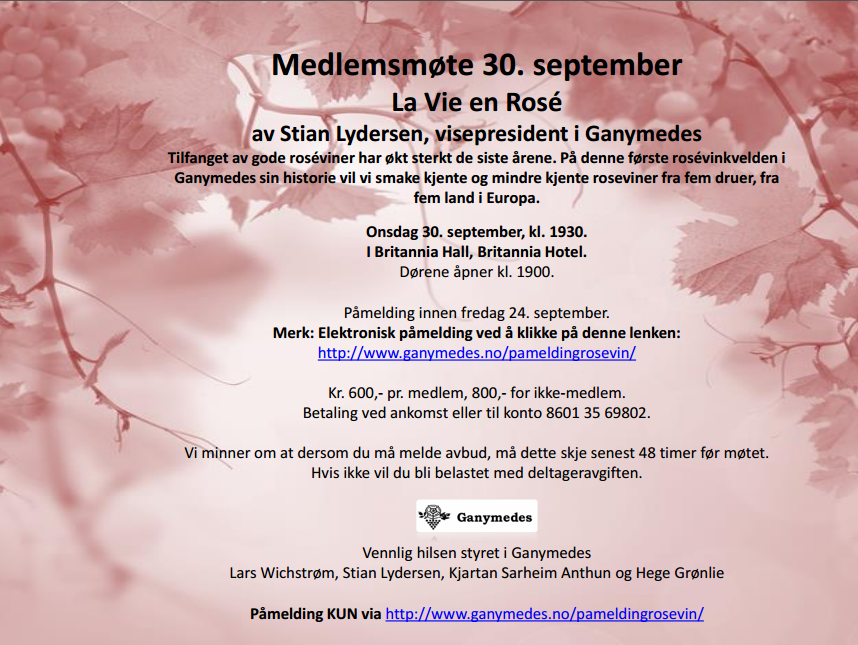 Medlemsmøte 30. september
La Vie en Rosé
av Stian Lydersen, visepresident i Ganymedes
Tilfanget av gode roséviner har økt sterkt de siste årene. På denne første rosévinkvelden i
Ganymedes sin historie vil vi smake kjente og mindre kjente roseviner fra fem druer, fra
fem land i Europa.
Onsdag 30. september, kl. 1930.
I Britannia Hall, Britannia Hotel.
Dørene åpner kl. 1900.
Påmelding innen fredag 24. september.
Merk: Elektronisk påmelding ved å klikke på denne lenken:
http://www.ganymedes.no/pameldingrosevin/
Kr. 600,- pr. medlem, 800,- for ikke-medlem.
Betaling ved ankomst eller til konto 8601 35 69802.
Vi minner om at dersom du må melde avbud, må dette skje senest 48 timer før møtet.
Hvis ikke vil du bli belastet med deltageravgiften.
Ganymedes
Vennlig hilsen styret i Ganymedes
Lars Wichstrøm, Stian Lydersen, Kjartan Sarheim Anthun og Hege Grønlie
Påmelding KUN via http://www.ganymedes.no/pameldingrosevin/